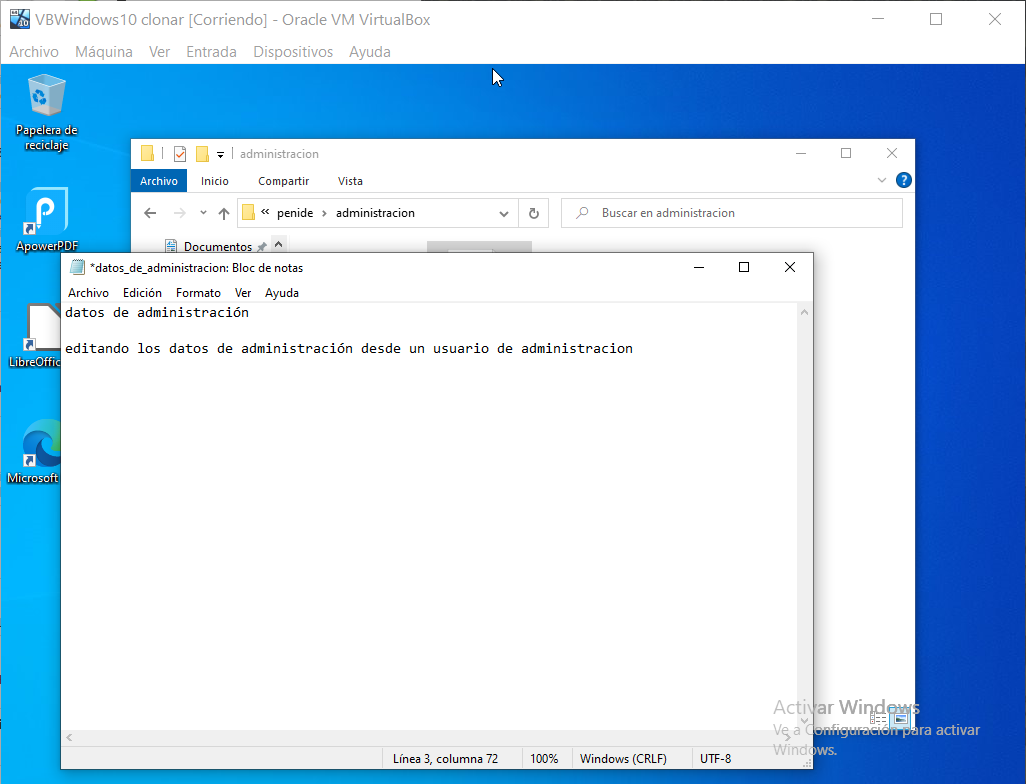 VBWindows10 clonar [Corriendo] - Oracle VM VirtualBox
Archivo Máquina Ver Entrada Dispositivos Ayuda
Papelera de
reciclaje
administracion
Archivo Inicio Compartir Vista
« penide › administracion
Buscar en administracion
ApowerPDF
Documentos
*datos_de_administracion: Bloc de notas
Archivo Edición Formato Ver Ayuda
datos de administración
editando los datos de administración desde un usuario de administracion
LibreOffic
Microsoft
Activar Windows
Ve a Configuración para activar
Windows.
Línea 3, columna 72 100% Windows (CRLF) UTF-8